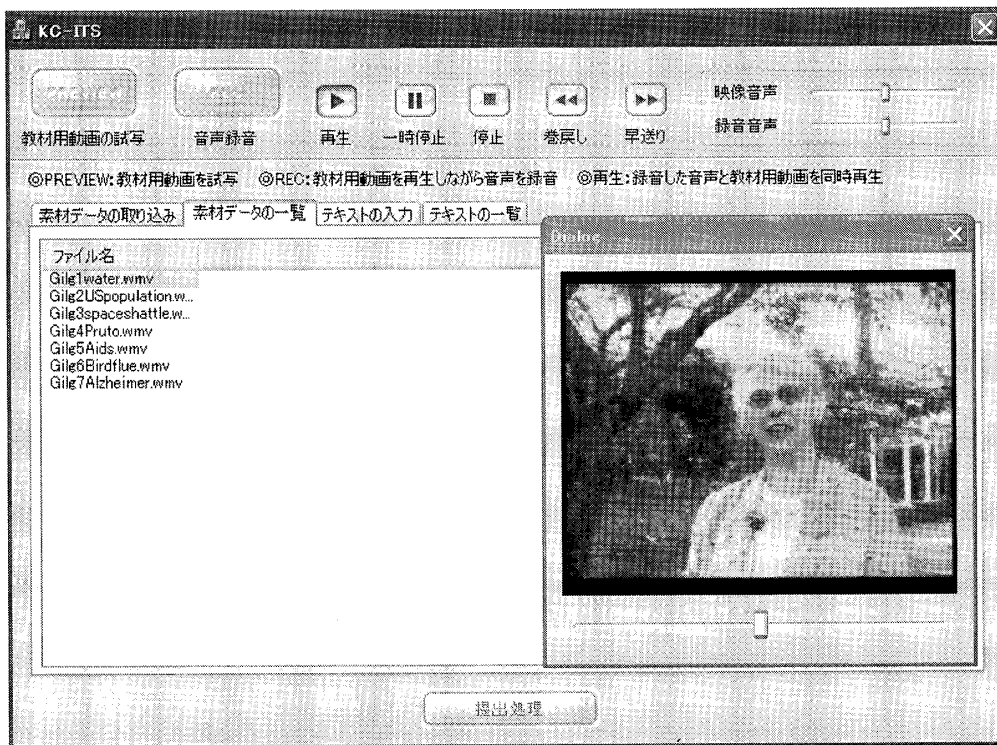 KC-ITS
教材用動画の試写 音声録音 再生 一時停止 停止 巻戻し 早送り
映像音声
録音音声
◎PREVIEW:教材用動画を試写 ◎REC:教材用動画を再生しながら音声を録音 ◎再生:録音した音声と教材用動画を同時再生
素材データの取り込み 素材データの一覧 テキストの入力 テキストの一覧
ファイル名
Gilg1water.wmv
Gilg2USpopulation.w...
Gilg3spaceshattle.w...
Gilg4Pruto.wmv
Gilg5Aids.wmv
Gilg6Birdflue.wmv
Gilg7Alzheimer.wmv
Dialog
提出処理